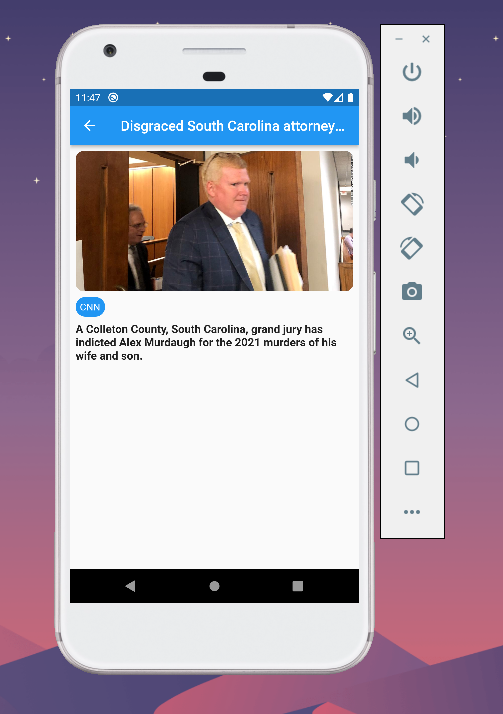 11:47
Disgraced South Carolina attorney...
CNN
A Colleton County, South Carolina, grand jury has
indicted Alex Murdaugh for the 2021 murders of his
wife and son.